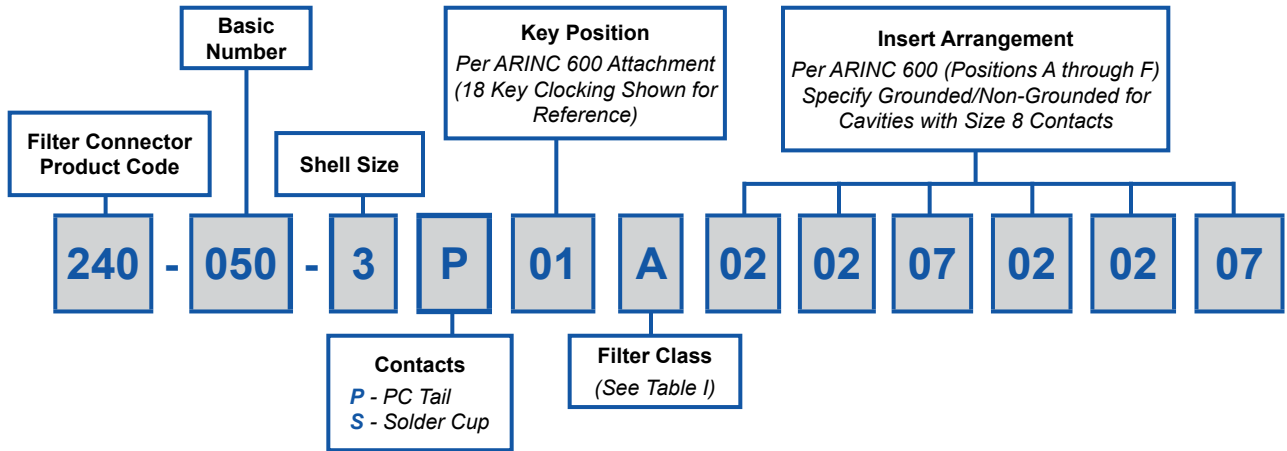 Basic
Number
Key Position
Per ARINC 600 Attachment
(18 Key Clocking Shown for
Reference)
Insert Arrangement
Per ARINC 600 (Positions A through F)
Specify Grounded/Non-Grounded for
Cavities with Size 8 Contacts
Filter Connector
Product Code
Shell Size
240 - 050 - 3 P 01 A 02 02 07 02 02 07
Contacts
P - PC Tail
S - Solder Cup
Filter Class
(See Table I)